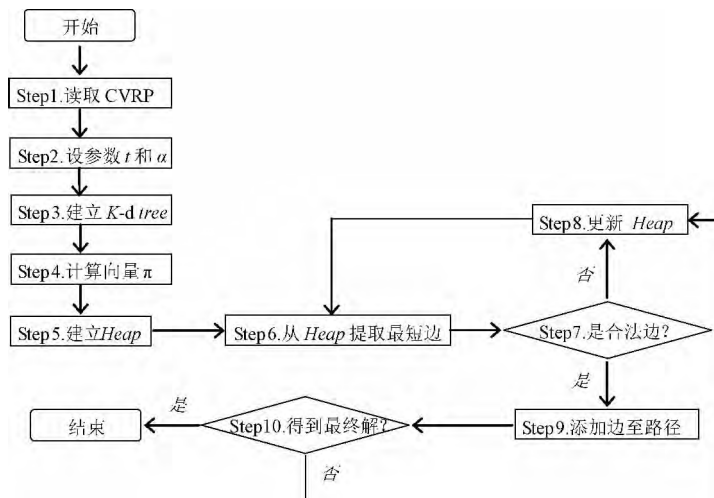 开始
Step1.读取 CVRP
Step2.设参数 t 和 α
Step3.建立 K-d tree
Step4.计算向量 π
Step5.建立Heap
Step6.从 Heap 提取最短边
Step7.是合法边?
否
Step8.更新 Heap
是
Step9.添加边至路径
Step10.得到最终解?
是
结束
否